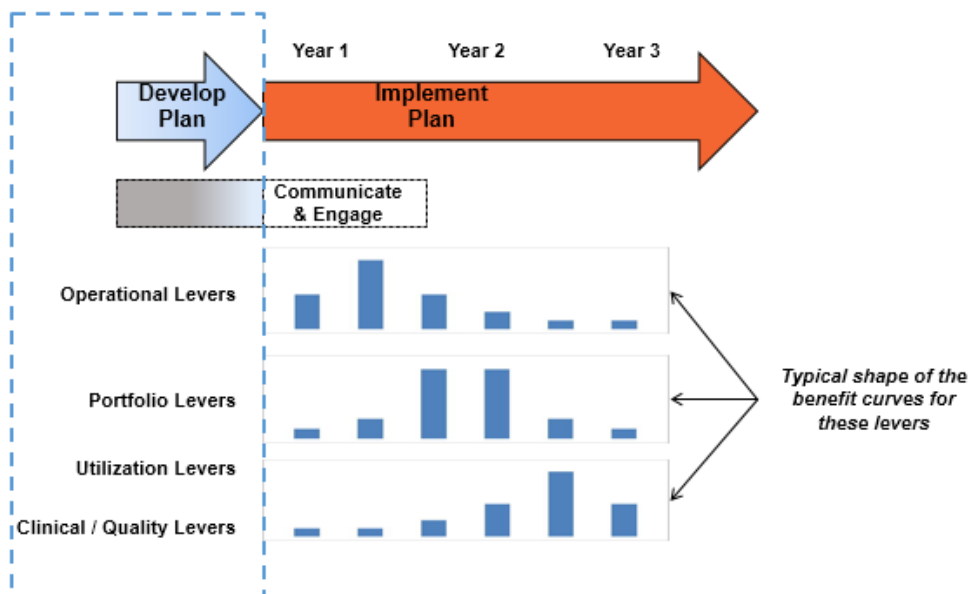 Year 1
Year 2
Year 3
Develop
Plan
Implement
Plan
Communicate
& Engage
Operational Levers
Portfolio Levers
Typical shape of the
benefit curves for
these levers
Utilization Levers
Clinical / Quality Levers